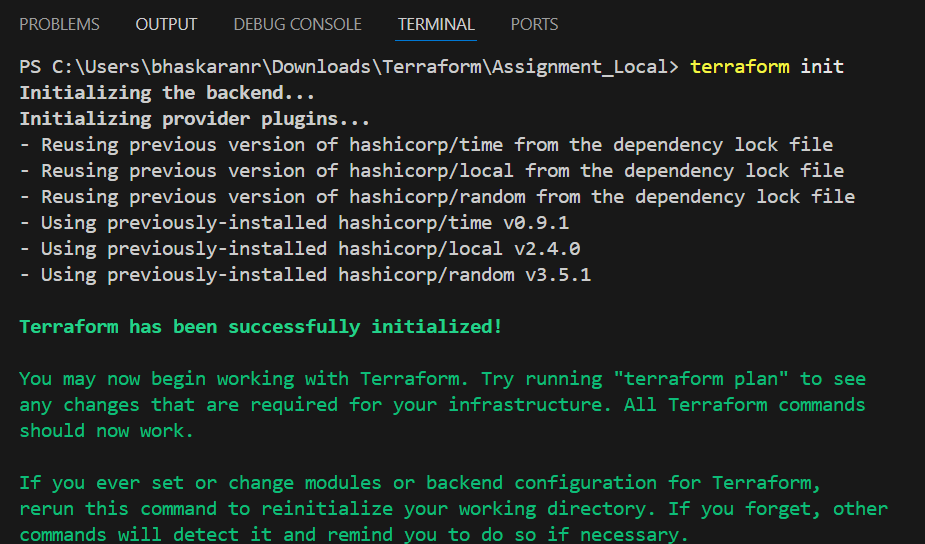 PROBLEMS OUTPUT DEBUG CONSOLE TERMINAL PORTS
PS C:\Users\bhaskaranr\Downloads\Terraform\Assignment_Local> terraform init
Initializing the backend...
Initializing provider plugins...
- Reusing previous version of hashicorp/time from the dependency lock file
- Reusing previous version of hashicorp/local from the dependency lock file
- Reusing previous version of hashicorp/random from the dependency lock file
- Using previously-installed hashicorp/time v0.9.1
- Using previously-installed hashicorp/local v2.4.0
- Using previously-installed hashicorp/random v3.5.1
Terraform has been successfully initialized!
You may now begin working with Terraform. Try running "terraform plan" to see
any changes that are required for your infrastructure. All Terraform commands
should now work.
If you ever set or change modules or backend configuration for Terraform,
rerun this command to reinitialize your working directory. If you forget, other
commands will detect it and remind you to do so if necessary.